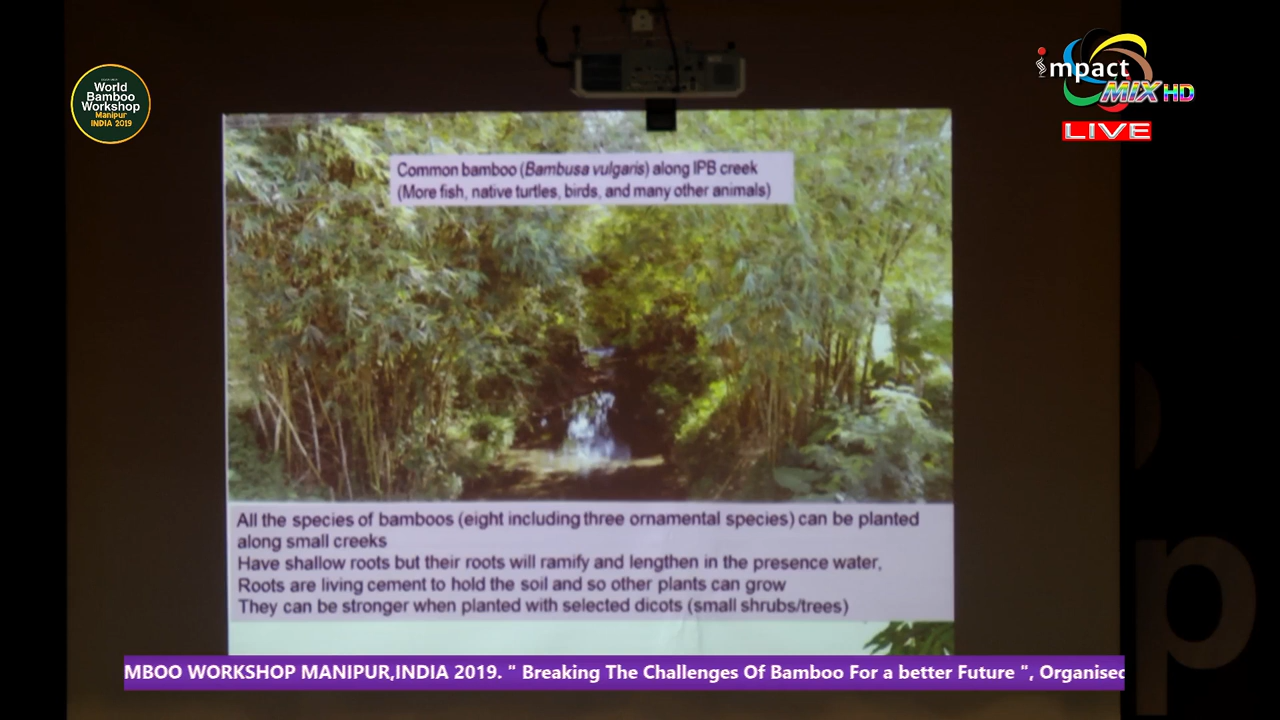 World
Bamboo
Workshop
Manipur
INDIA 2019
impact
MIX HD
LIVE
Common bamboo (Bambusa vulgaris) along IPB creek
(More fish, native turtles, birds, and many other animals)
All the species of bamboos (eight including three ornamental species) can be planted
along small creeks
Have shallow roots but their roots will ramify and lengthen in the presence water,
Roots are living cement to hold the soil and so other plants can grow
They can be stronger when planted with selected dicots (small shrubs/trees)
MBOO WORKSHOP MANIPUR,INDIA 2019. " Breaking The Challenges Of Bamboo For a better Future ", Organised
p